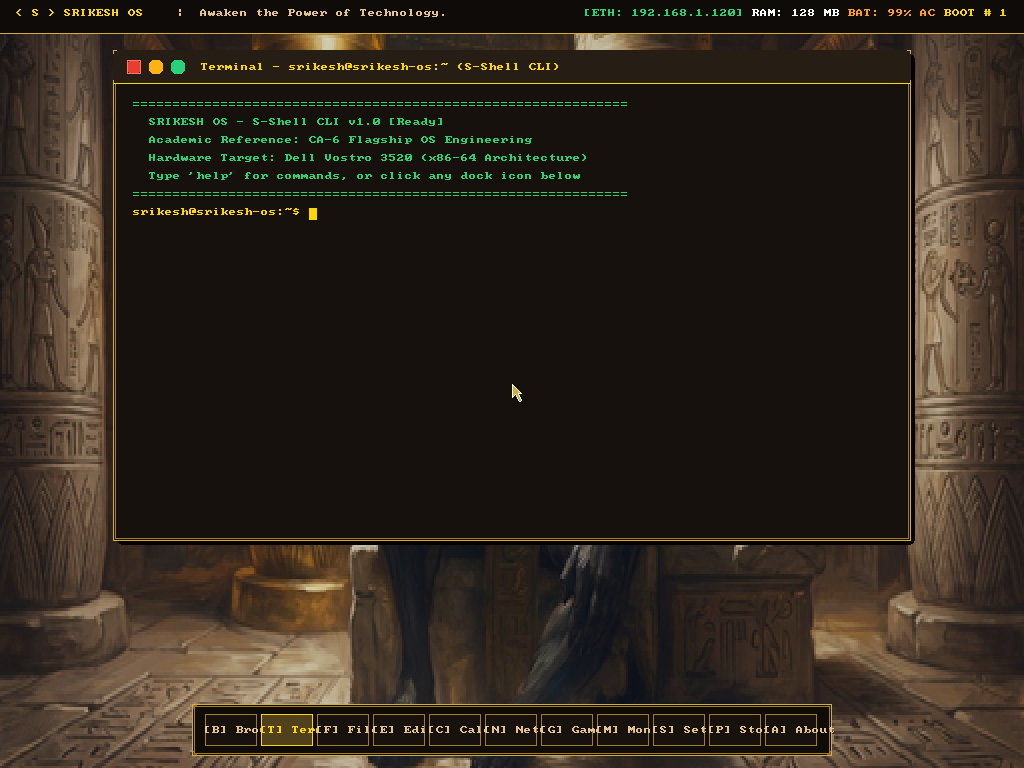 < S > SRIKESH OS | Awaken the Power of Technology. [ETH: 192.168.1.120] RAM: 128 MB BAT: 99% AC BOOT # 1
Terminal - srikesh@srikesh-os:~ (S-Shell CLI)
==============================================================
SRIKESH OS - S-Shell CLI v1.0 [Ready]
Academic Reference: CA-6 Flagship OS Engineering
Hardware Target: Dell Vostro 3520 (x86-64 Architecture)
Type 'help' for commands, or click any dock icon below
==============================================================
srikesh@srikesh-os:~$
[B] Bro [T] Ter [F] Fil [E] Edi [C] Cal [N] Net [G] Gam [M] Mon [S] Set [P] Sto [A] About